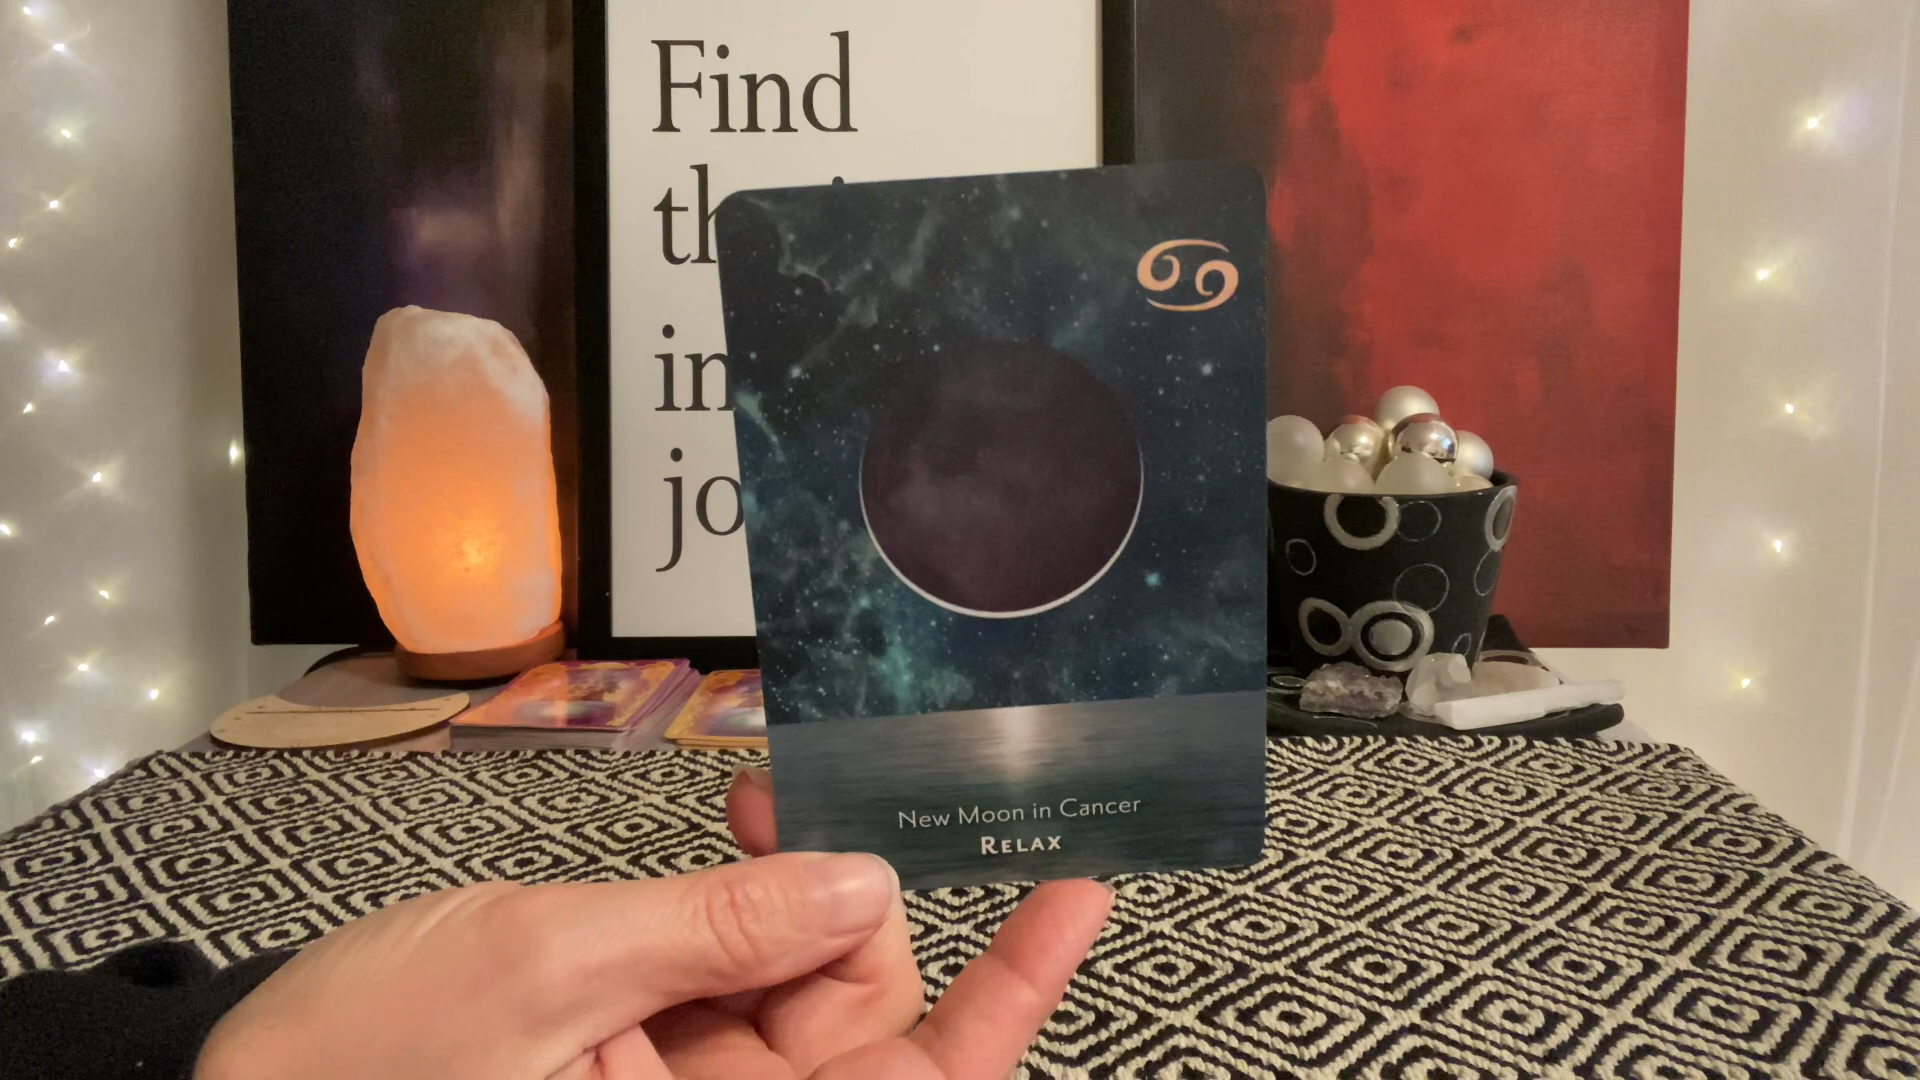 Find
th
in
jo
New Moon in Cancer
RELAX